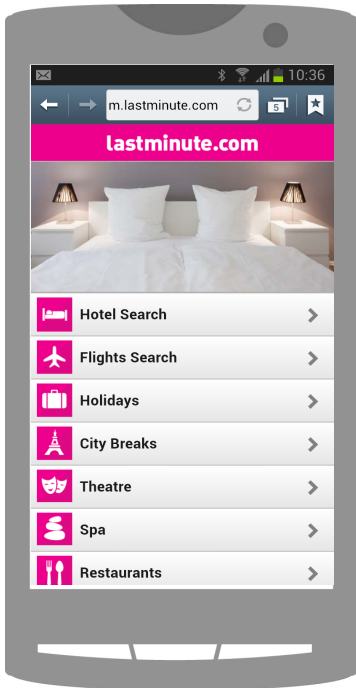 10:36
m.lastminute.com
5
lastminute.com
Hotel Search
Flights Search
Holidays
City Breaks
Theatre
Spa
Restaurants